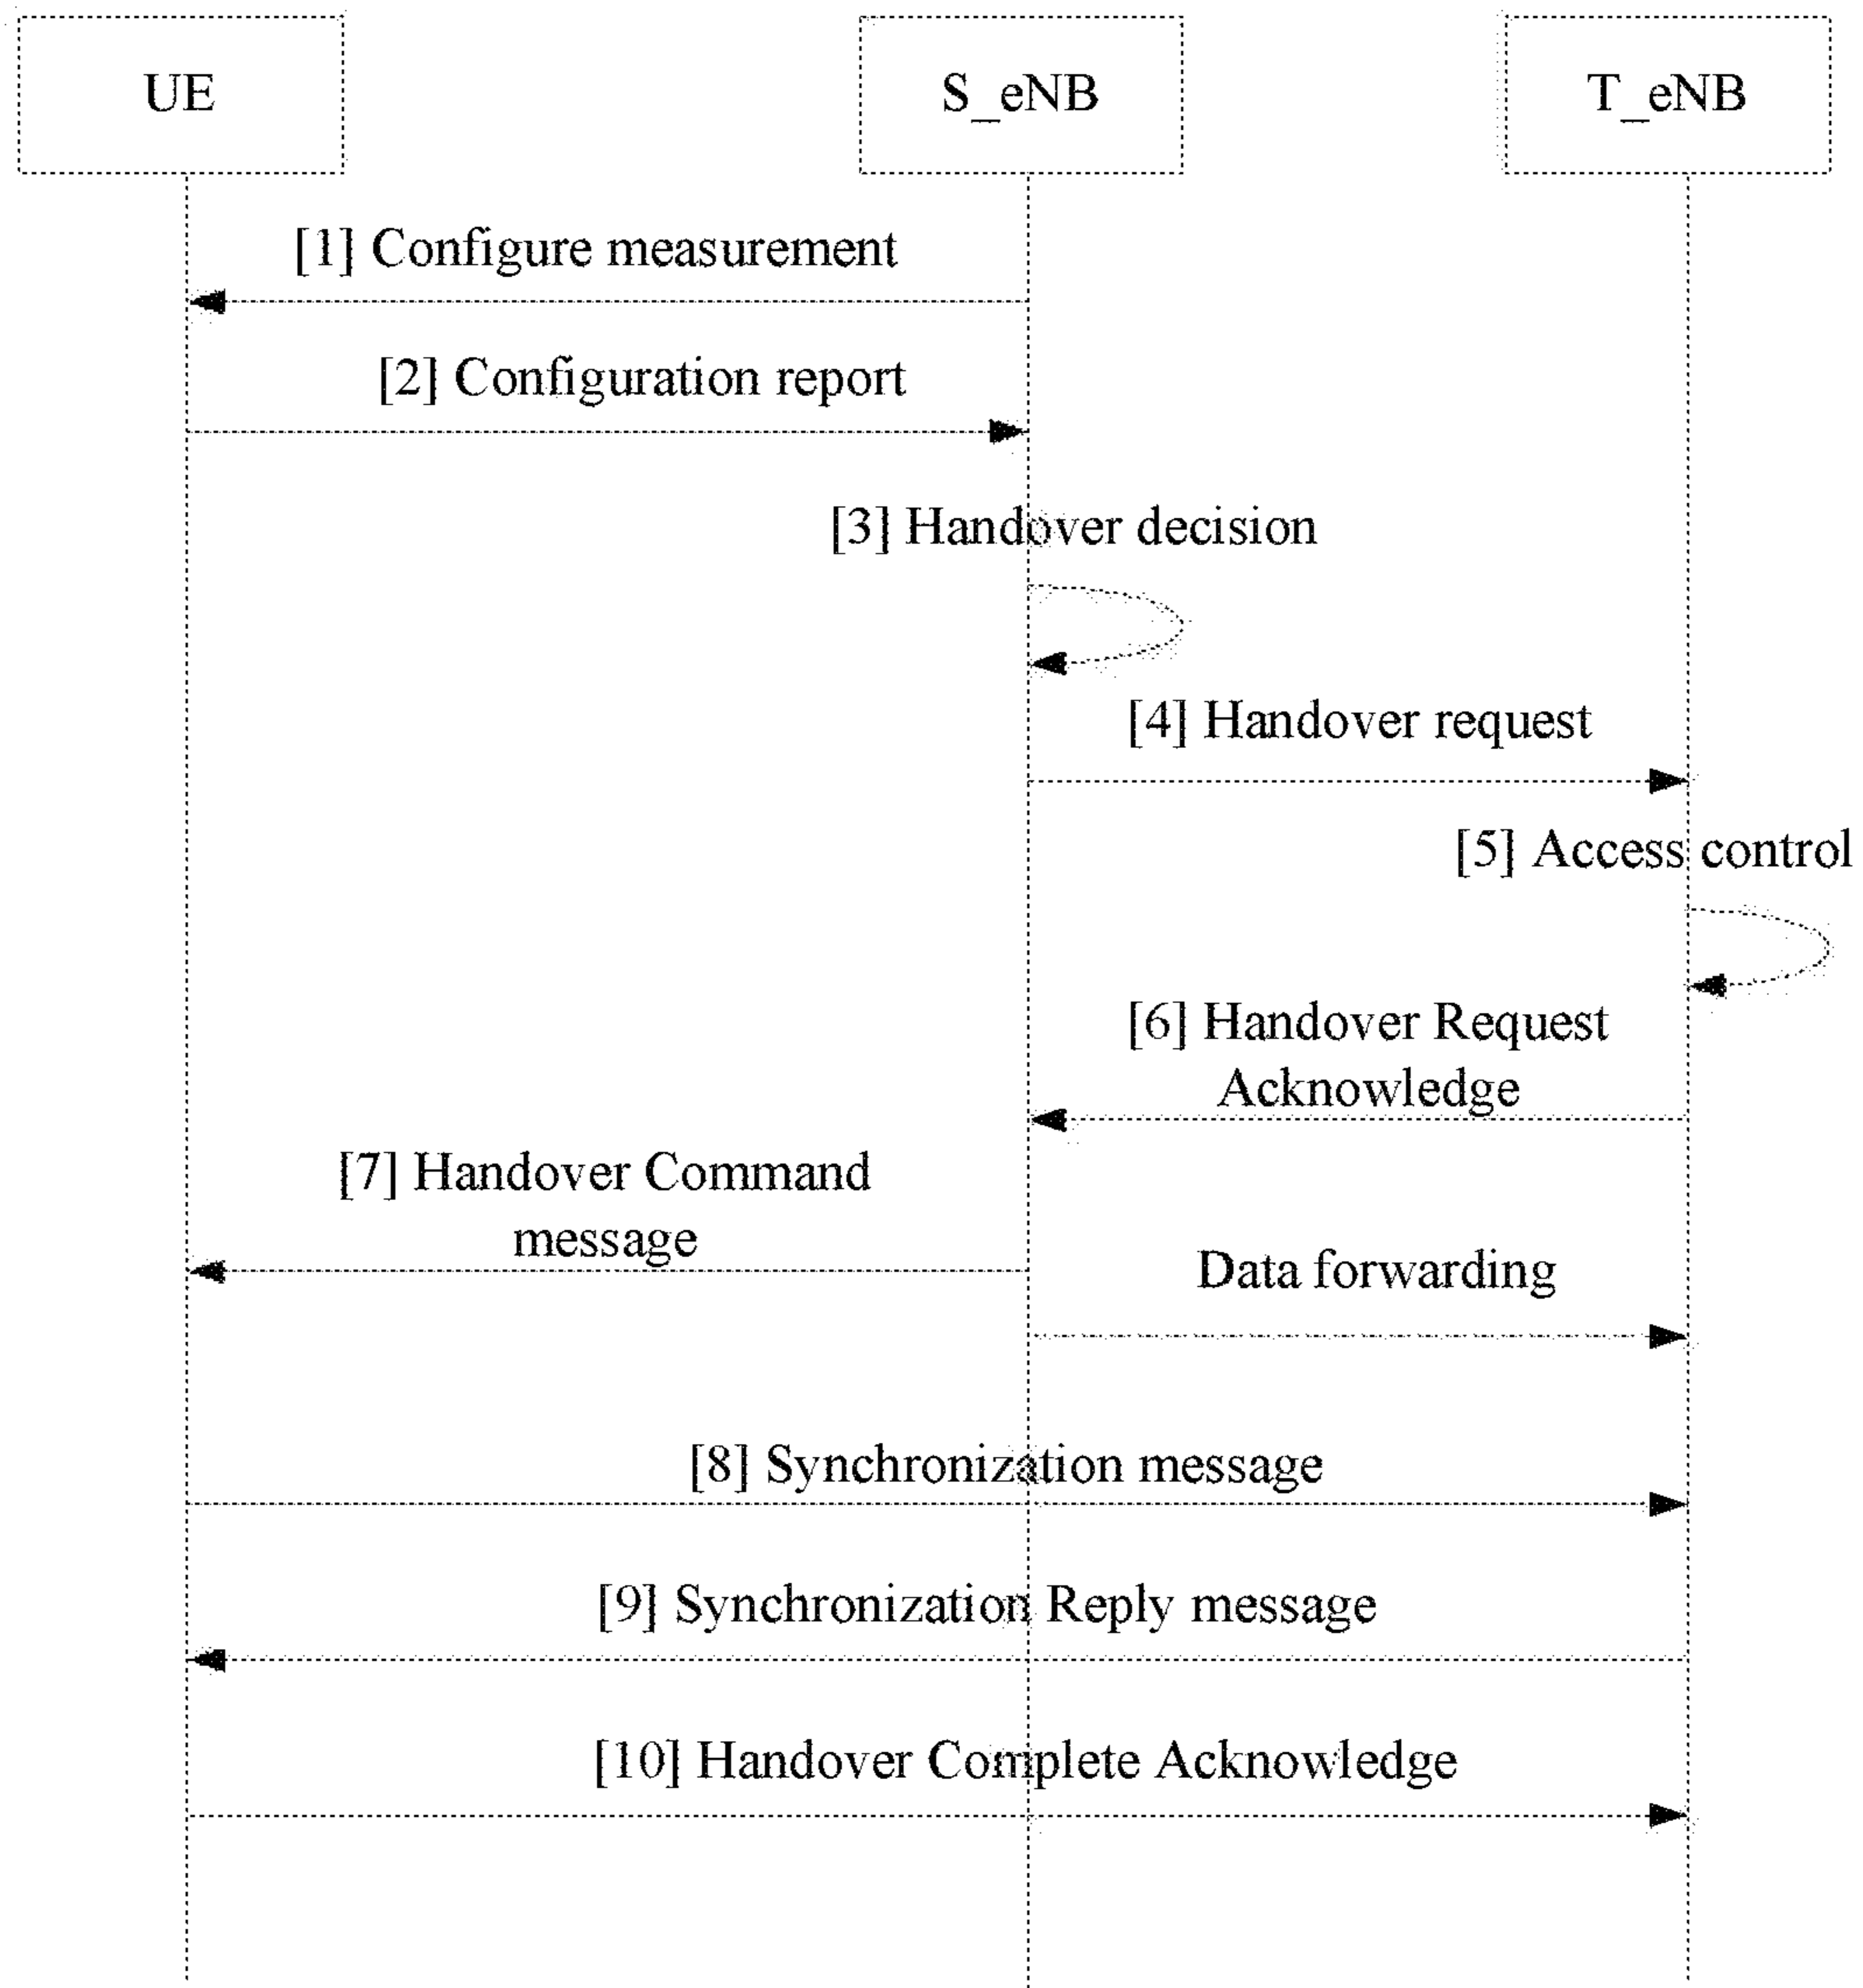 UE
S_eNB
T_eNB
[1] Configure measurement
[2] Configuration report
[3] Handover decision
[4] Handover request
[5] Access control
[6] Handover Request
Acknowledge
[7] Handover Command
message
Data forwarding
[8] Synchronization message
[9] Synchronization Reply message
[10] Handover Complete Acknowledge